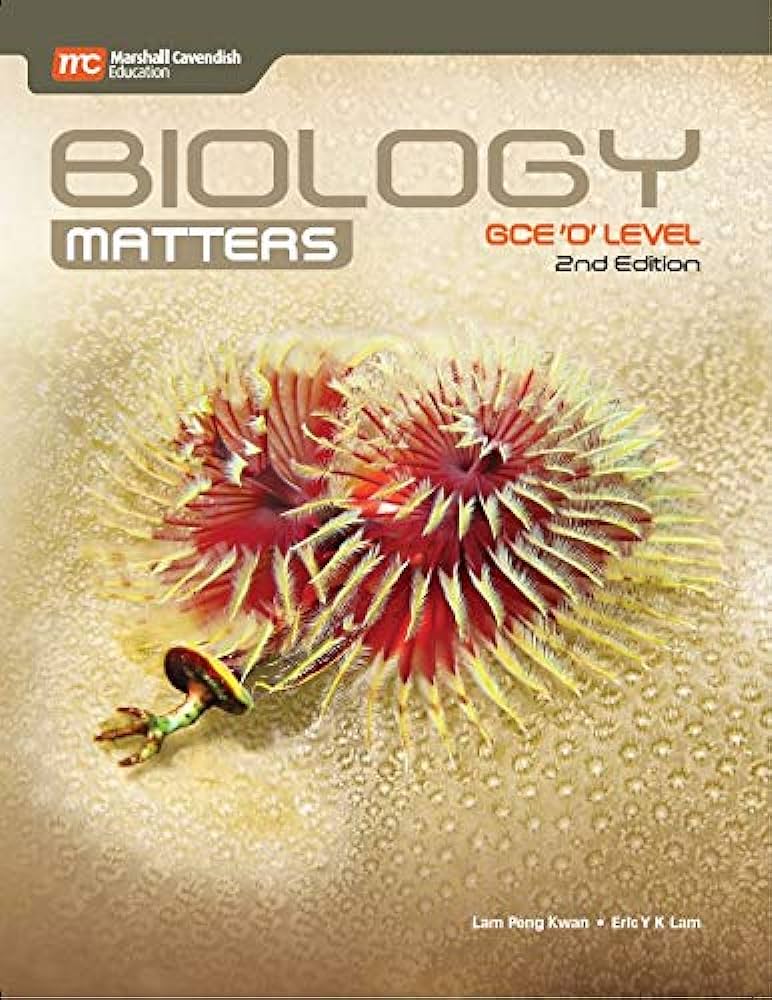 mc Marshall Cavendish
Education
BIOLOGY
MATTERS
GCE 'O' LEVEL
2nd Edition
Lam Peng Kwan • Eric Y K Lam